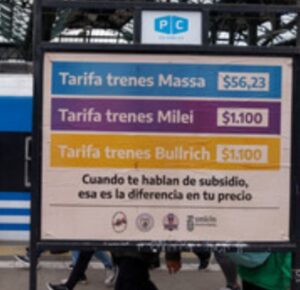 PC
Tarifa trenes Massa $56,23
Tarifa trenes Milei $1.100
Tarifa trenes Bullrich $1.100
Cuando te hablan de subsidio,
esa es la diferencia en tu precio